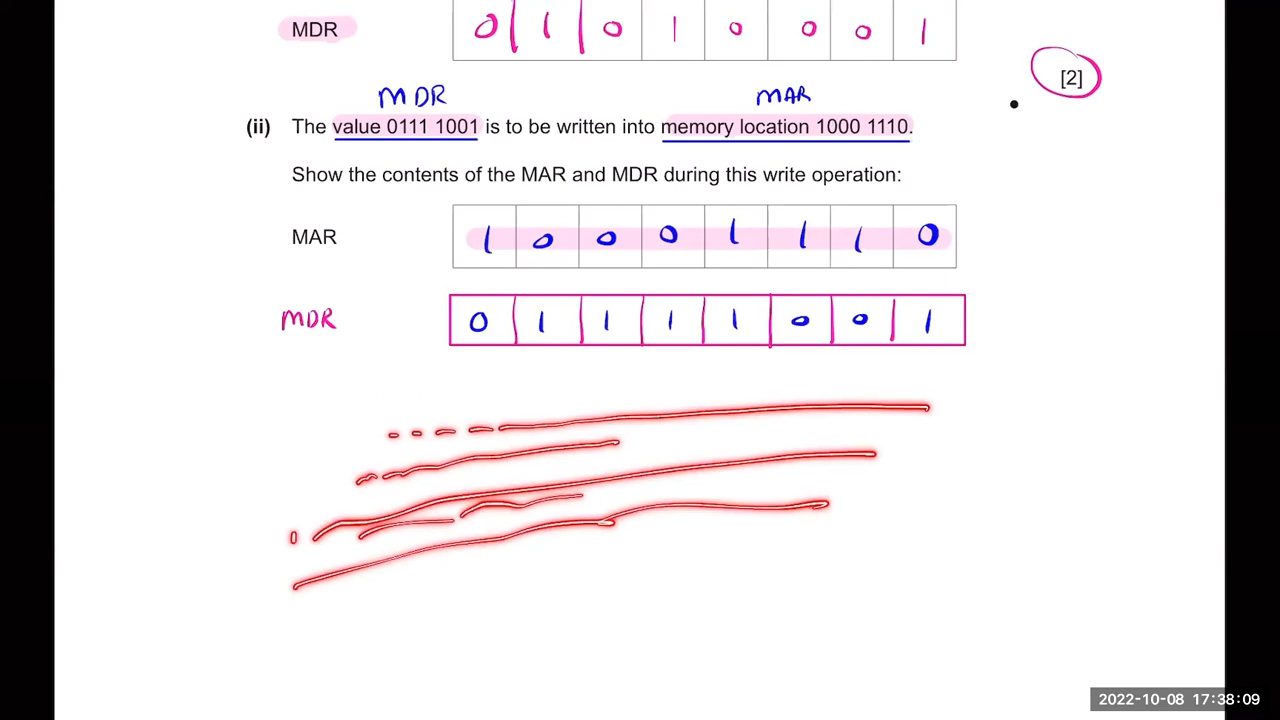 MDR 0 1 0 1 0 0 0 1
[2]
MDR MAR
(ii) The value 0111 1001 is to be written into memory location 1000 1110.
Show the contents of the MAR and MDR during this write operation:
MAR 1 0 0 0 1 1 1 0
MDR 0 1 1 1 1 0 0 1
2022-10-08 17:38:09